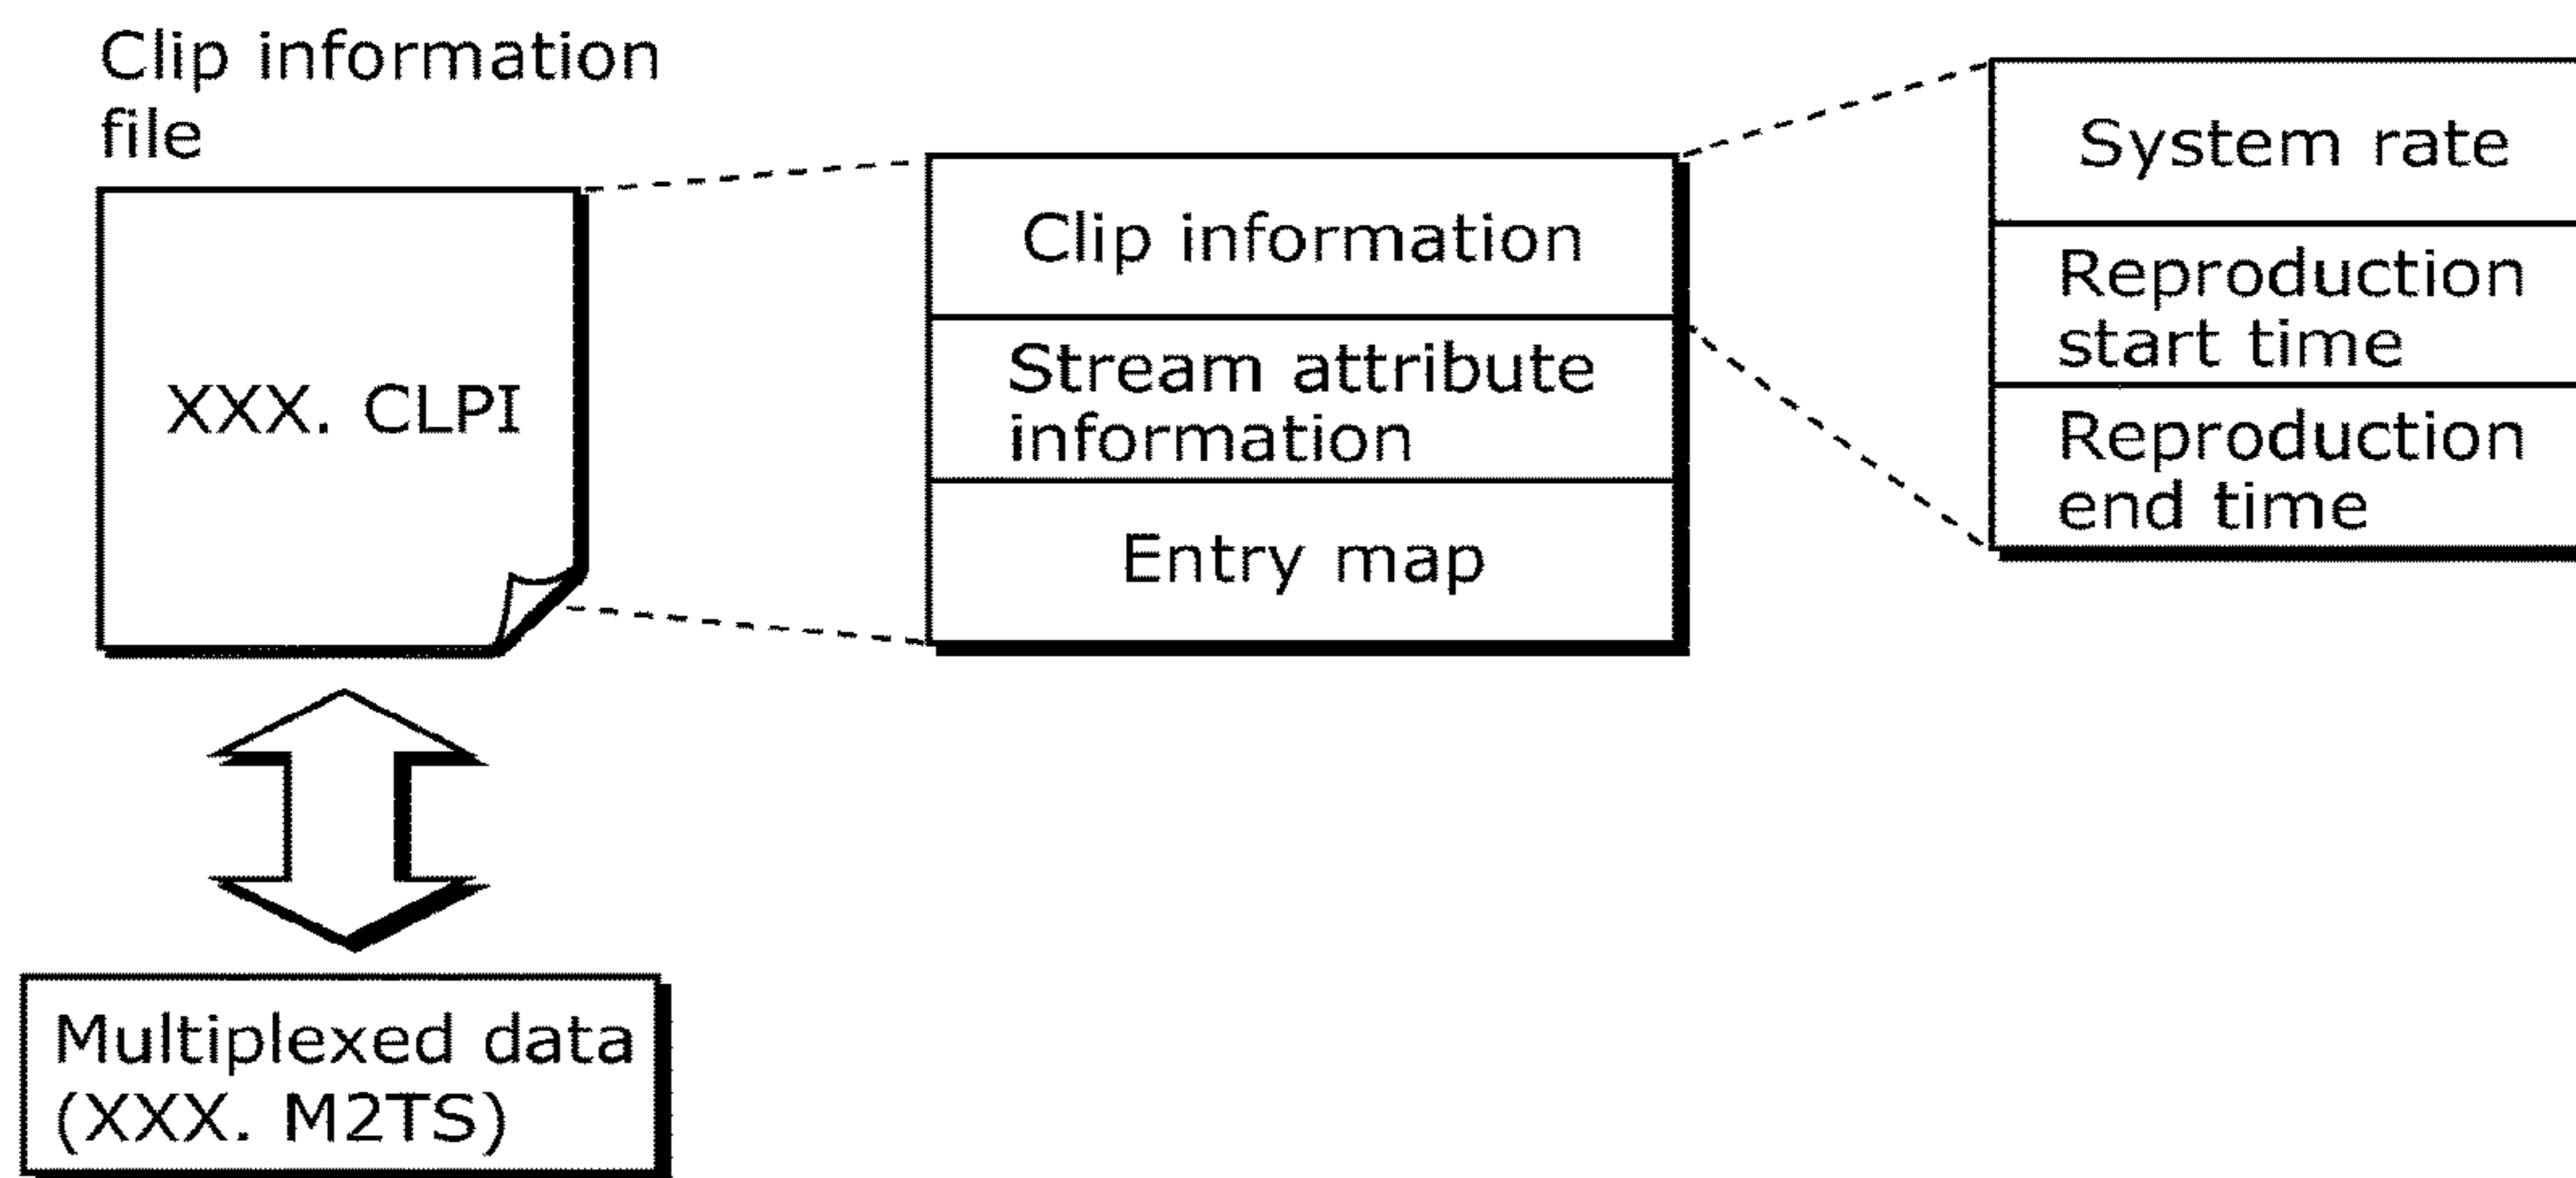 Clip information
file
XXX. CLPI
Multiplexed data
(XXX. M2TS)
Clip information
Stream attribute
information
Entry map
System rate
Reproduction
start time
Reproduction
end time